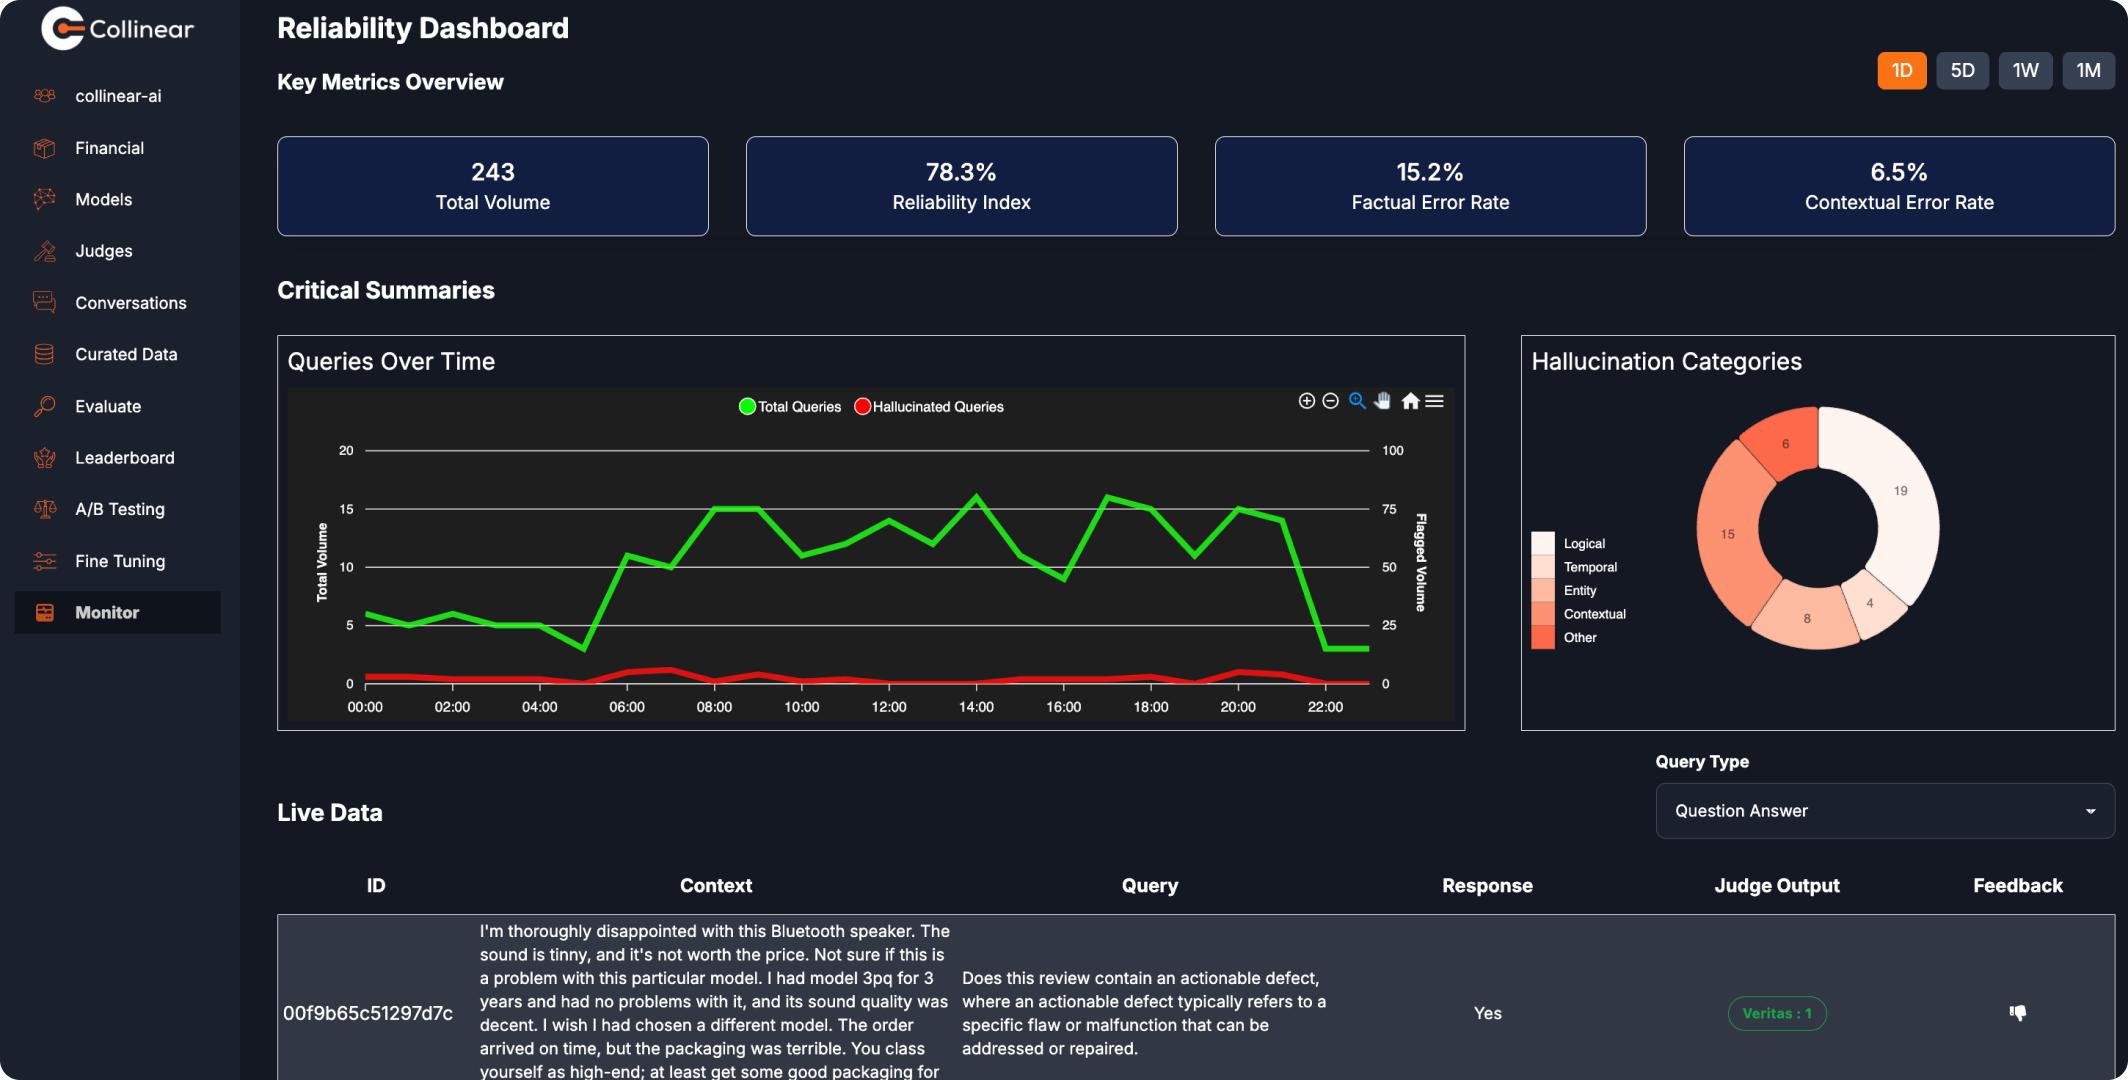 Collinear
collinear-ai
Financial
Models
Judges
Conversations
Curated Data
Evaluate
Leaderboard
A/B Testing
Fine Tuning
Monitor
Reliability Dashboard
Key Metrics Overview
1D 5D 1W 1M
243
Total Volume
78.3%
Reliability Index
15.2%
Factual Error Rate
6.5%
Contextual Error Rate
Critical Summaries
Queries Over Time
Total Queries Hallucinated Queries
Total Volume
20
15
10
5
0
100
75
50
25
0
Flagged Volume
00:00 02:00 04:00 06:00 08:00 10:00 12:00 14:00 16:00 18:00 20:00 22:00
Hallucination Categories
Logical
Temporal
Entity
Contextual
Other
6
19
15
4
8
Query Type
Question Answer
Live Data
ID Context Query Response Judge Output Feedback
00f9b65c51297d7c
I'm thoroughly disappointed with this Bluetooth speaker. The
sound is tinny, and it's not worth the price. Not sure if this is
a problem with this particular model. I had model 3pq for 3
years and had no problems with it, and its sound quality was
decent. I wish I had chosen a different model. The order
arrived on time, but the packaging was terrible. You class
yourself as high-end; at least get some good packaging for
Does this review contain an actionable defect,
where an actionable defect typically refers to a
specific flaw or malfunction that can be
addressed or repaired.
Yes
Veritas : 1